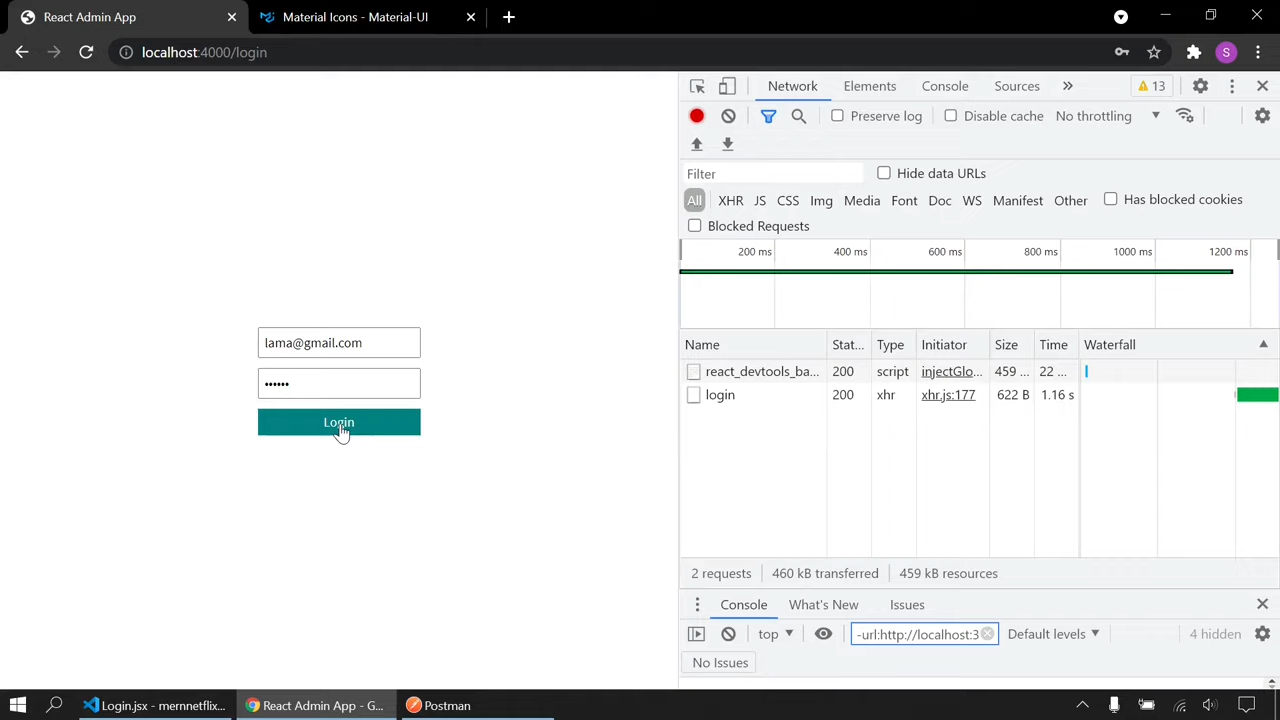 React Admin App
Material Icons - Material-UI
localhost:4000/login
S
Network Elements Console Sources » 13
Preserve log Disable cache No throttling
Filter Hide data URLs
All XHR JS CSS Img Media Font Doc WS Manifest Other Has blocked cookies
Blocked Requests
200 ms 400 ms 600 ms 800 ms 1000 ms 1200 ms
lama@gmail.com
••••••
Login
Name Stat... Type Initiator Size Time Waterfall
react_devtools_ba... 200 script injectGlo... 459 ... 22 ...
login 200 xhr xhr.js:177 622 B 1.16 s
2 requests 460 kB transferred 459 kB resources
Console What's New Issues
top -url:http://localhost:3 Default levels 4 hidden
No Issues
Login.jsx - mernnetflix... React Admin App - G... Postman